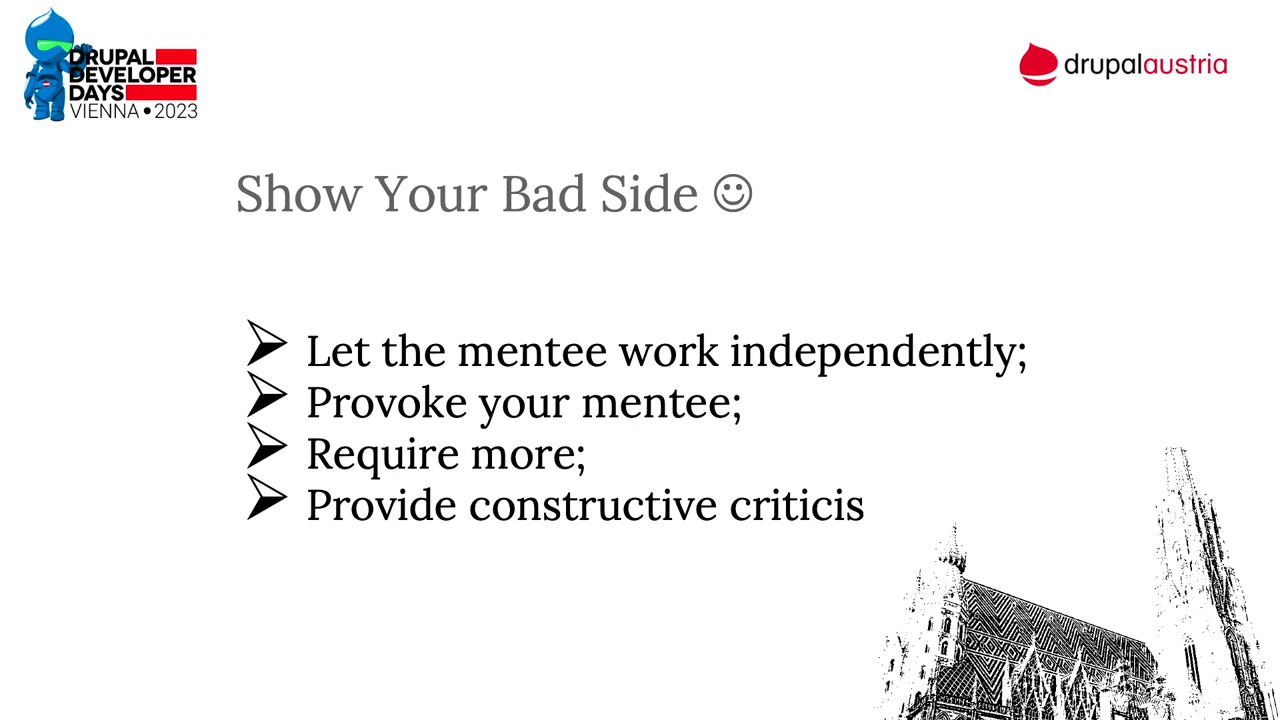 DRUPAL
DEVELOPER
DAYS
VIENNA • 2023
drupalaustria
Show Your Bad Side ☺
➢ Let the mentee work independently;
➢ Provoke your mentee;
➢ Require more;
➢ Provide constructive criticis